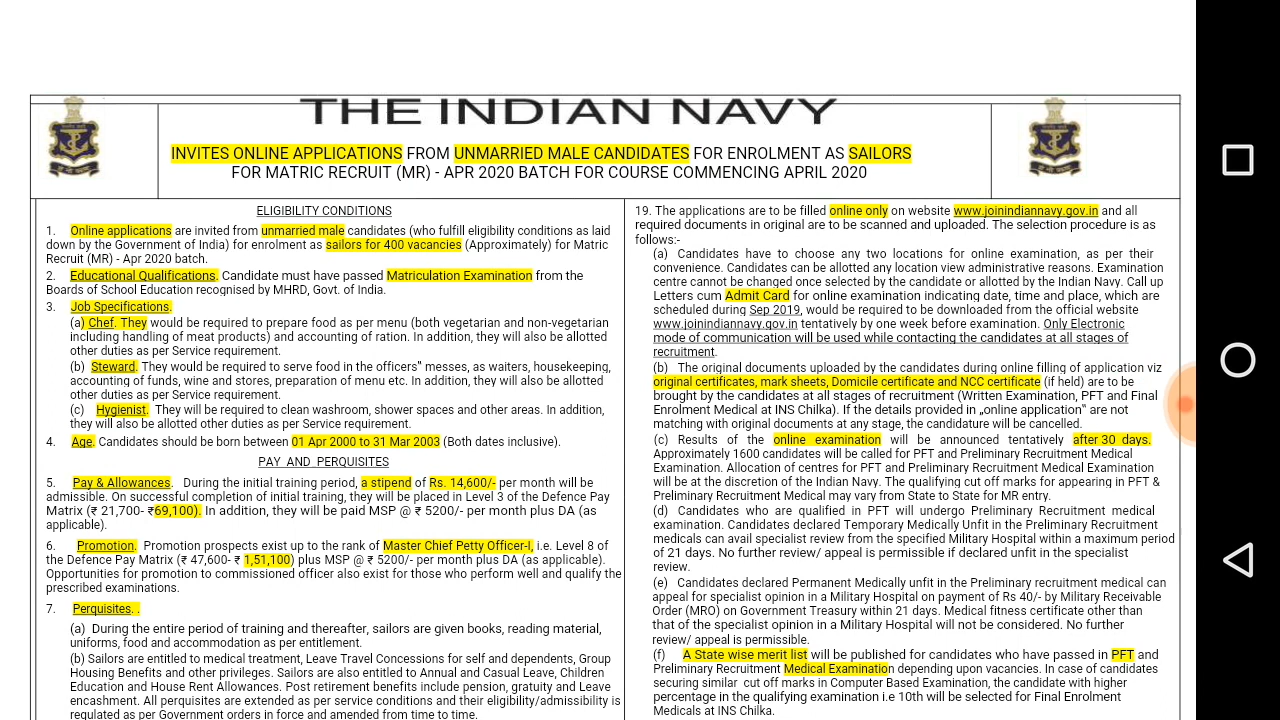 THE INDIAN NAVY
INVITES ONLINE APPLICATIONS FROM UNMARRIED MALE CANDIDATES FOR ENROLMENT AS SAILORS
FOR MATRIC RECRUIT (MR) - APR 2020 BATCH FOR COURSE COMMENCING APRIL 2020
ELIGIBILITY CONDITIONS
1. Online applications are invited from unmarried male candidates (who fulfill eligibility conditions as laid
down by the Government of India) for enrolment as sailors for 400 vacancies (Approximately) for Matric
Recruit (MR) - Apr 2020 batch.
2. Educational Qualifications. Candidate must have passed Matriculation Examination from the
Boards of School Education recognised by MHRD, Govt. of India.
3. Job Specifications.
(a) Chef. They would be required to prepare food as per menu (both vegetarian and non-vegetarian
including handling of meat products) and accounting of ration. In addition, they will also be allotted
other duties as per Service requirement.
(b) Steward. They would be required to serve food in the officers" messes, as waiters, housekeeping,
accounting of funds, wine and stores, preparation of menu etc. In addition, they will also be allotted
other duties as per Service requirement.
(c) Hygienist. They will be required to clean washroom, shower spaces and other areas. In addition,
they will also be allotted other duties as per Service requirement.
4. Age. Candidates should be born between 01 Apr 2000 to 31 Mar 2003 (Both dates inclusive).
PAY AND PERQUISITES
5. Pay & Allowances. During the initial training period, a stipend of Rs. 14,600/- per month will be
admissible. On successful completion of initial training, they will be placed in Level 3 of the Defence Pay
Matrix (₹ 21,700- ₹69,100). In addition, they will be paid MSP @ ₹ 5200/- per month plus DA (as
applicable).
6. Promotion. Promotion prospects exist up to the rank of Master Chief Petty Officer-I, i.e. Level 8 of
the Defence Pay Matrix (₹ 47,600- ₹ 1,51,100) plus MSP @ ₹ 5200/- per month plus DA (as applicable).
Opportunities for promotion to commissioned officer also exist for those who perform well and qualify the
prescribed examinations.
7. Perquisites. .
(a) During the entire period of training and thereafter, sailors are given books, reading material,
uniforms, food and accommodation as per entitlement.
(b) Sailors are entitled to medical treatment, Leave Travel Concessions for self and dependents, Group
Housing Benefits and other privileges. Sailors are also entitled to Annual and Casual Leave, Children
Education and House Rent Allowances. Post retirement benefits include pension, gratuity and Leave
encashment. All perquisites are extended as per service conditions and their eligibility/admissibility is
regulated as per Government orders in force and amended from time to time.
19. The applications are to be filled online only on website www.joinindiannavy.gov.in and all
required documents in original are to be scanned and uploaded. The selection procedure is as
follows:-
(a) Candidates have to choose any two locations for online examination, as per their
convenience. Candidates can be allotted any location view administrative reasons. Examination
centre cannot be changed once selected by the candidate or allotted by the Indian Navy. Call up
Letters cum Admit Card for online examination indicating date, time and place, which are
scheduled during Sep 2019, would be required to be downloaded from the official website
www.joinindiannavy.gov.in tentatively by one week before examination. Only Electronic
mode of communication will be used while contacting the candidates at all stages of
recruitment.
(b) The original documents uploaded by the candidates during online filling of application viz
original certificates, mark sheets, Domicile certificate and NCC certificate (if held) are to be
brought by the candidates at all stages of recruitment (Written Examination, PFT and Final
Enrolment Medical at INS Chilka). If the details provided in „online application‟ are not
matching with original documents at any stage, the candidature will be cancelled.
(c) Results of the online examination will be announced tentatively after 30 days.
Approximately 1600 candidates will be called for PFT and Preliminary Recruitment Medical
Examination. Allocation of centres for PFT and Preliminary Recruitment Medical Examination
will be at the discretion of the Indian Navy. The qualifying cut off marks for appearing in PFT &
Preliminary Recruitment Medical may vary from State to State for MR entry.
(d) Candidates who are qualified in PFT will undergo Preliminary Recruitment medical
examination. Candidates declared Temporary Medically Unfit in the Preliminary Recruitment
medicals can avail specialist review from the specified Military Hospital within a maximum period
of 21 days. No further review/ appeal is permissible if declared unfit in the specialist
review.
(e) Candidates declared Permanent Medically unfit in the Preliminary recruitment medical can
appeal for specialist opinion in a Military Hospital on payment of Rs 40/- by Military Receivable
Order (MRO) on Government Treasury within 21 days. Medical fitness certificate other than
that of the specialist opinion in a Military Hospital will not be considered. No further
review/ appeal is permissible.
(f) A State wise merit list will be published for candidates who have passed in PFT and
Preliminary Recruitment Medical Examination depending upon vacancies. In case of candidates
securing similar cut off marks in Computer Based Examination, the candidate with higher
percentage in the qualifying examination i.e 10th will be selected for Final Enrolment
Medicals at INS Chilka.